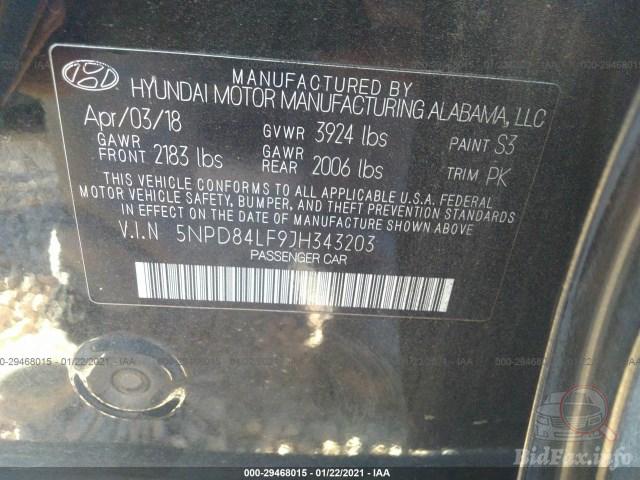 MANUFACTURED BY
HYUNDAI MOTOR MANUFACTURING ALABAMA, LLC
Apr/03/18 GVWR 3924 lbs PAINT S3
GAWR FRONT 2183 lbs GAWR REAR 2006 lbs TRIM PK
THIS VEHICLE CONFORMS TO ALL APPLICABLE U.S.A. FEDERAL
MOTOR VEHICLE SAFETY, BUMPER, AND THEFT PREVENTION STANDARDS
IN EFFECT ON THE DATE OF MANUFACTURE SHOWN ABOVE.
V.I.N 5NPD84LF9JH343203
PASSENGER CAR
000-29468015 - 01/22/2021 - IAA
BidFax.info